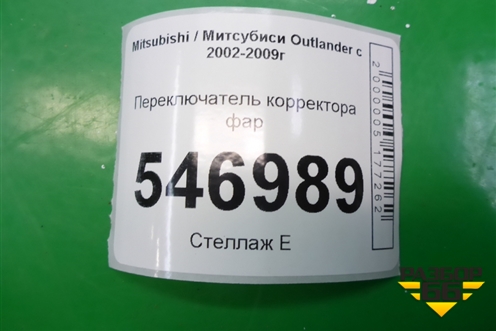 Mitsubishi / Митсубиси Outlander с
2002-2009г
Переключатель корректора
фар
546989
Стеллаж Е
2000005177262